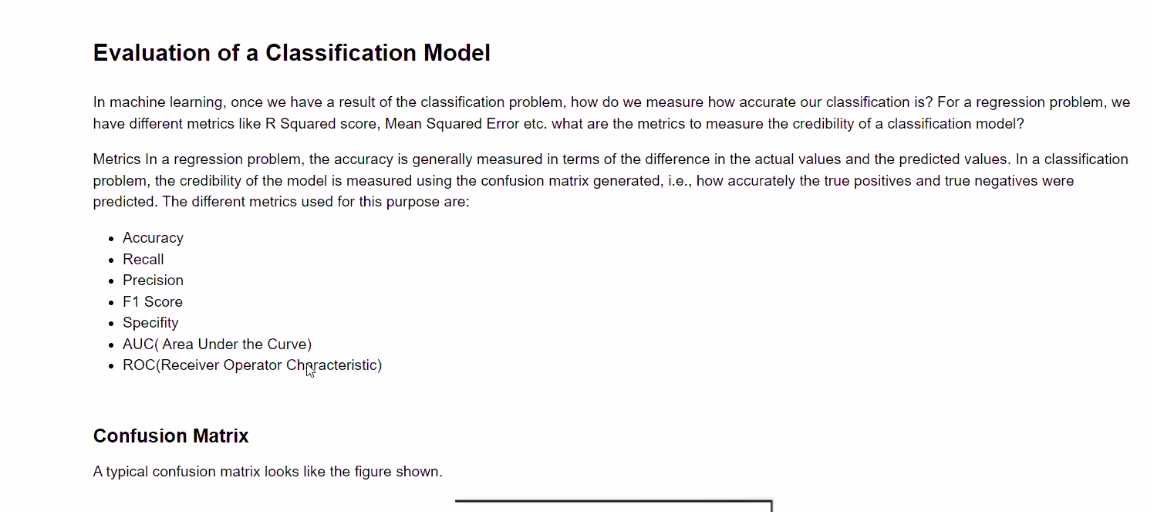 Evaluation of a Classification Model
In machine learning, once we have a result of the classification problem, how do we measure how accurate our classification is? For a regression problem, we
have different metrics like R Squared score, Mean Squared Error etc. what are the metrics to measure the credibility of a classification model?
Metrics In a regression problem, the accuracy is generally measured in terms of the difference in the actual values and the predicted values. In a classification
problem, the credibility of the model is measured using the confusion matrix generated, i.e., how accurately the true positives and true negatives were
predicted. The different metrics used for this purpose are:
• Accuracy
• Recall
• Precision
• F1 Score
• Specifity
• AUC( Area Under the Curve)
• ROC(Receiver Operator Characteristic)
Confusion Matrix
A typical confusion matrix looks like the figure shown.